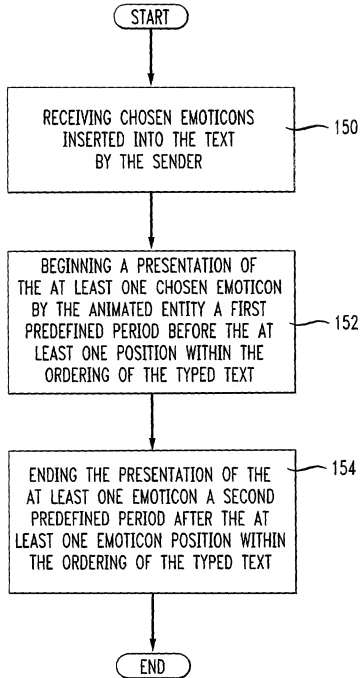 START
RECEIVING CHOSEN EMOTICONS
INSERTED INTO THE TEXT
BY THE SENDER
150
BEGINNING A PRESENTATION OF
THE AT LEAST ONE CHOSEN EMOTICON
BY THE ANIMATED ENTITY A FIRST
PREDEFINED PERIOD BEFORE THE AT
LEAST ONE POSITION WITHIN THE
ORDERING OF THE TYPED TEXT
152
ENDING THE PRESENTATION OF THE
AT LEAST ONE EMOTICON A SECOND
PREDEFINED PERIOD AFTER THE AT
LEAST ONE EMOTICON POSITION WITHIN
THE ORDERING OF THE TYPED TEXT
154
END